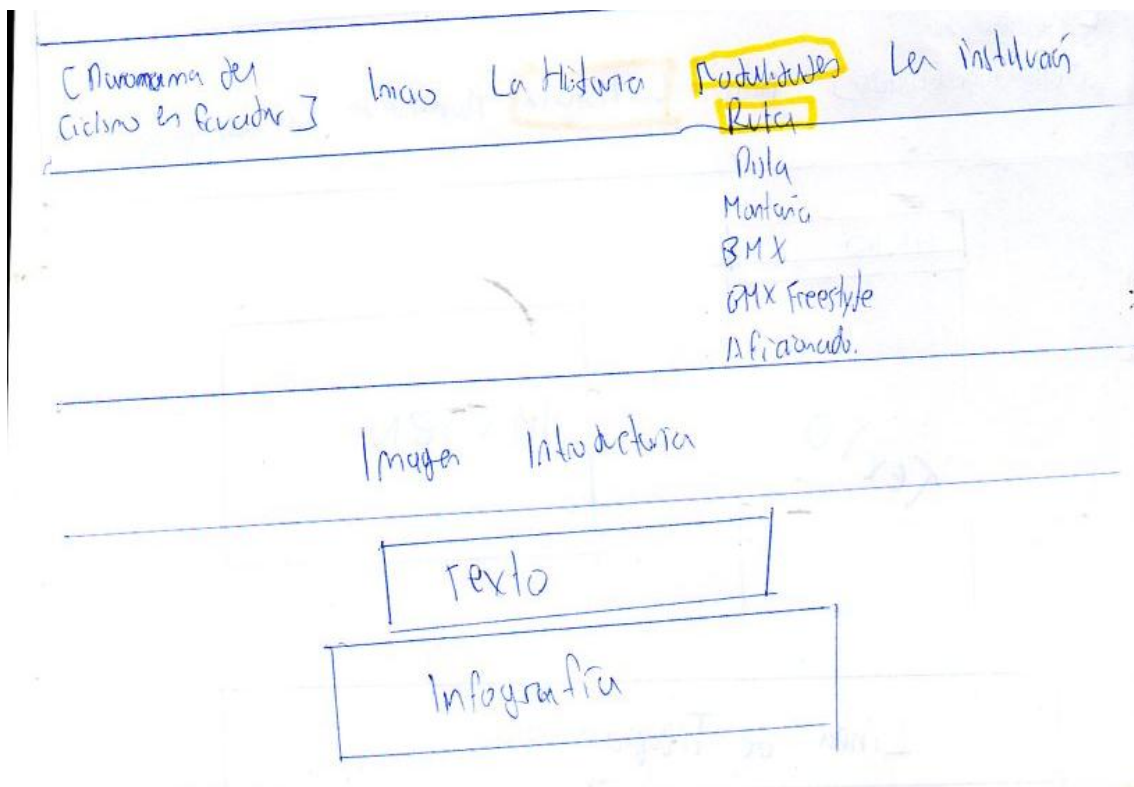 [Panorama del
Ciclismo en Ecuador]
Inicio
La Historia
Modalidades
La institución
Ruta
Pista
Montaña
BMX
BMX Freestyle
Aficionado.
Imagen Introductoria
Texto
Infografía